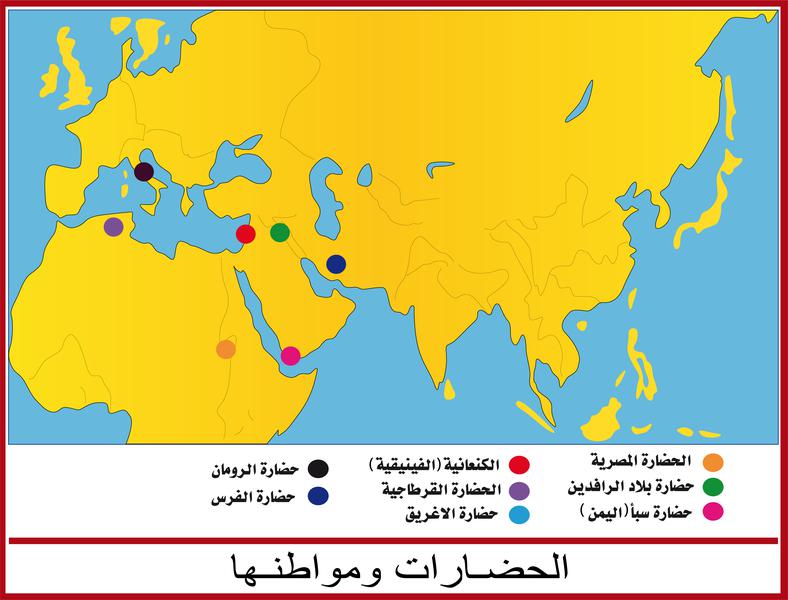 الحضارة المصرية
حضارة بلاد الرافدين
حضارة سبأ (اليمن)
الكنعانية (الفينيقية)
الحضارة القرطاجية
حضارة الاغريق
حضارة الرومان
حضارة الفرس
الحضارات ومواطنها